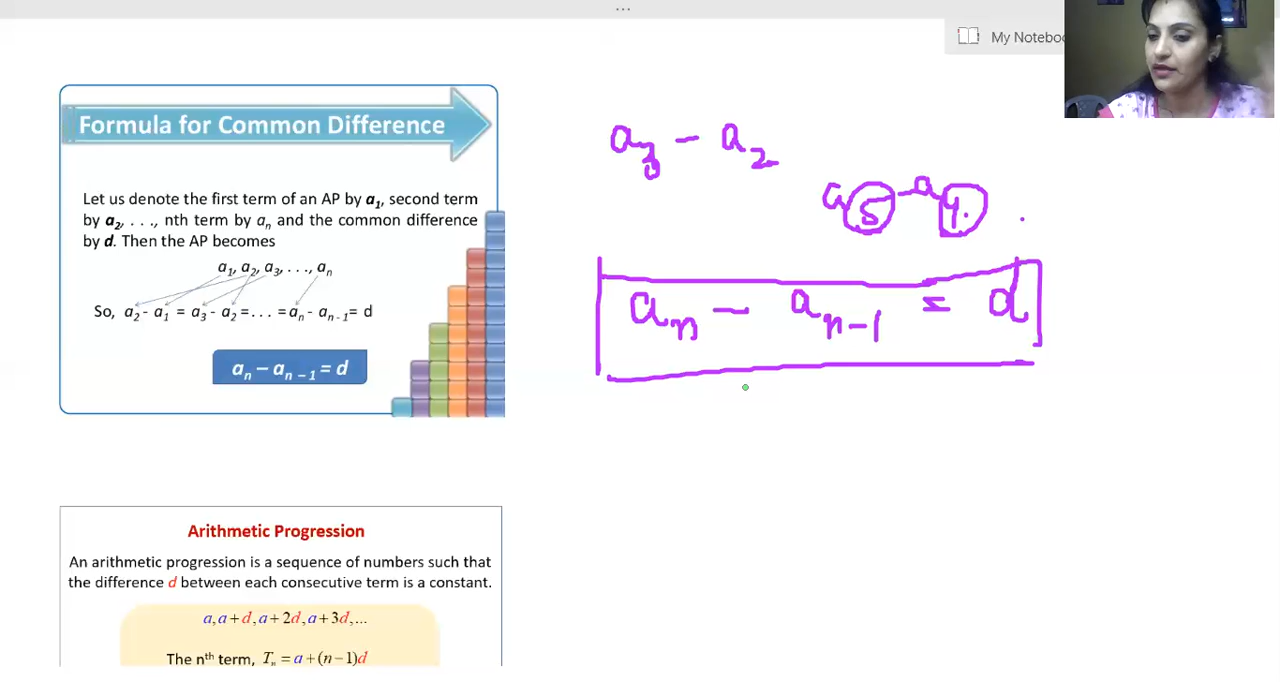 ...
My Noteboo
Formula for Common Difference
Let us denote the first term of an AP by a₁, second term
by a₂, . . ., nth term by aₙ and the common difference
by d. Then the AP becomes
a₁, a₂, a₃, . . ., aₙ
So, a₂ - a₁ = a₃ - a₂ =. . . =aₙ - aₙ₋₁= d
aₙ – aₙ₋₁ = d
a₃ - a₂
a₅ - a₄.
aₙ - aₙ₋₁ = d
Arithmetic Progression
An arithmetic progression is a sequence of numbers such that
the difference d between each consecutive term is a constant.
a, a + d, a + 2d, a + 3d, ...
The nᵗʰ term, Tₙ = a + (n − 1)d